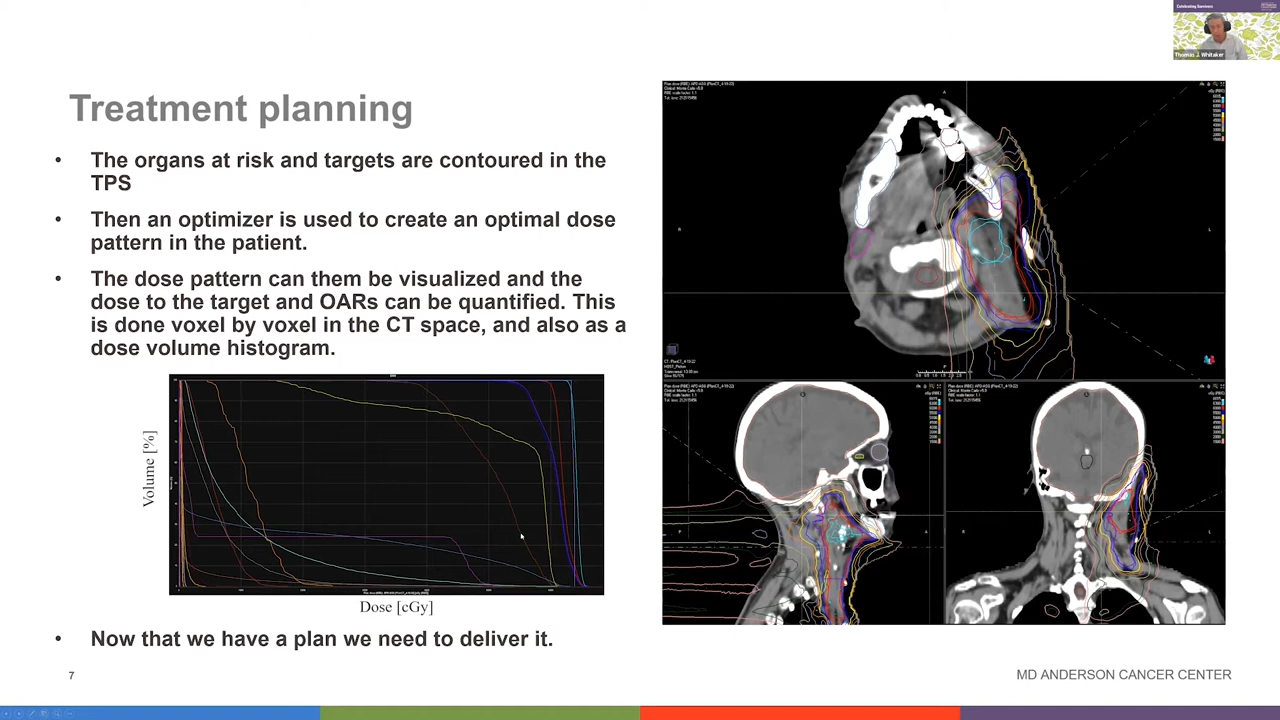 Celebrating Survivors
Thomas J. Whitaker
Treatment planning
• The organs at risk and targets are contoured in the
TPS
• Then an optimizer is used to create an optimal dose
pattern in the patient.
• The dose pattern can them be visualized and the
dose to the target and OARs can be quantified. This
is done voxel by voxel in the CT space, and also as a
dose volume histogram.
Volume [%]
Dose [cGy]
• Now that we have a plan we need to deliver it.
7
MD ANDERSON CANCER CENTER
A
R
L
P
A
R
L